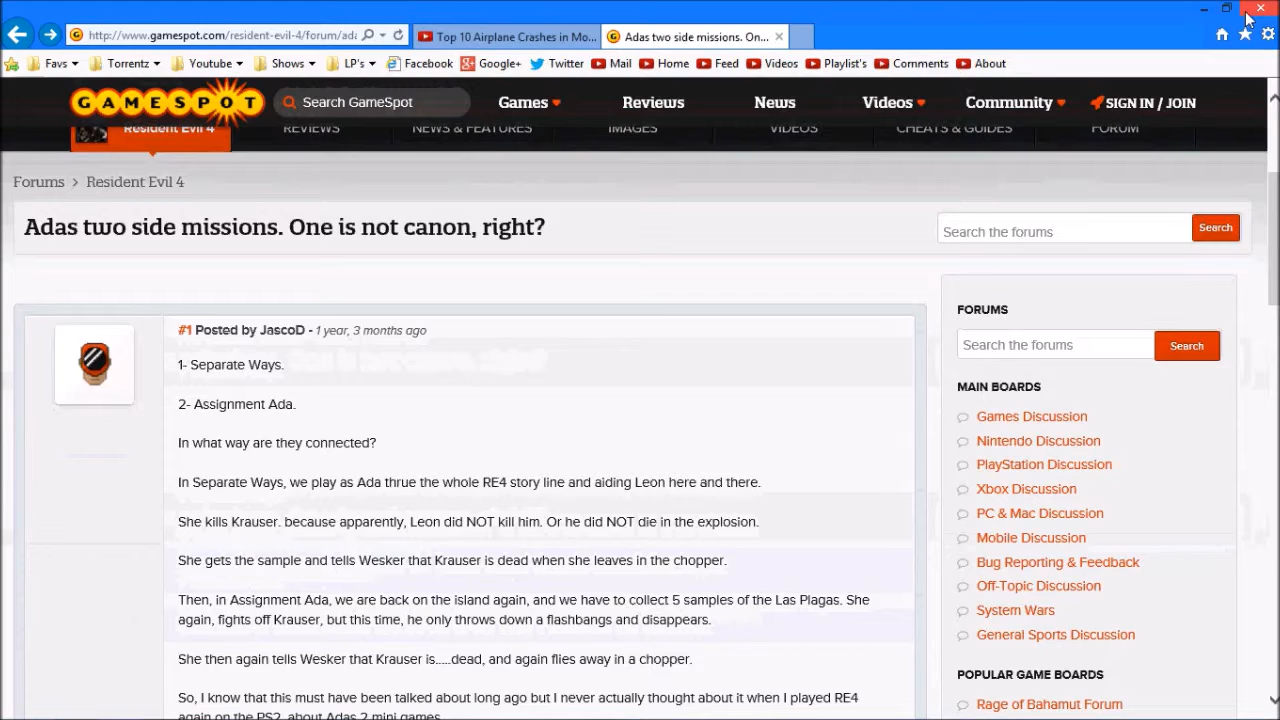 http://www.gamespot.com/resident-evil-4/forum/ada
Top 10 Airplane Crashes in Mo...
Adas two side missions. On...
Favs
Torrentz
Youtube
Shows
LP's
Facebook
Google+
Twitter
Mail
Home
Feed
Videos
Playlist's
Comments
About
GAMESPOT
Search GameSpot
Games
Reviews
News
Videos
Community
SIGN IN / JOIN
Resident Evil 4
REVIEWS
NEWS & FEATURES
IMAGES
VIDEOS
CHEATS & GUIDES
FORUM
Forums > Resident Evil 4
Adas two side missions. One is not canon, right?
Search the forums
Search
#1 Posted by JascoD - 1 year, 3 months ago
1- Separate Ways.
2- Assignment Ada.
In what way are they connected?
In Separate Ways, we play as Ada thrue the whole RE4 story line and aiding Leon here and there.
She kills Krauser. because apparently, Leon did NOT kill him. Or he did NOT die in the explosion.
She gets the sample and tells Wesker that Krauser is dead when she leaves in the chopper.
Then, in Assignment Ada, we are back on the island again, and we have to collect 5 samples of the Las Plagas. She
again, fights off Krauser, but this time, he only throws down a flashbangs and disappears.
She then again tells Wesker that Krauser is.....dead, and again flies away in a chopper.
So, I know that this must have been talked about long ago but I never actually thought about it when I played RE4
again on the PS2, about Adas 2 mini games.
FORUMS
Search the forums
Search
MAIN BOARDS
Games Discussion
Nintendo Discussion
PlayStation Discussion
Xbox Discussion
PC & Mac Discussion
Mobile Discussion
Bug Reporting & Feedback
Off-Topic Discussion
System Wars
General Sports Discussion
POPULAR GAME BOARDS
Rage of Bahamut Forum